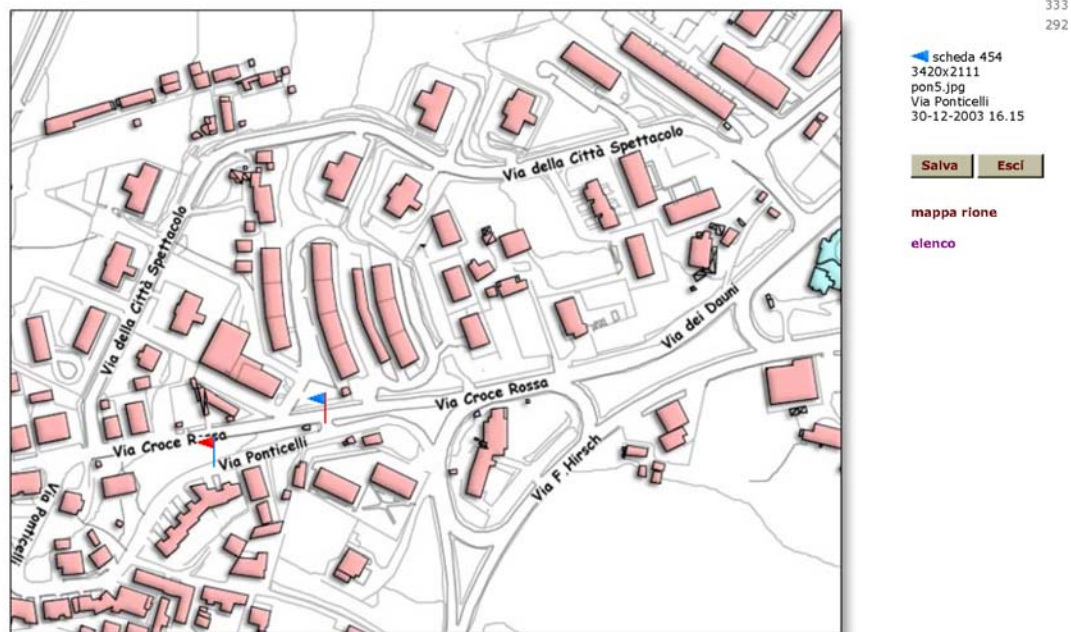 333
292
scheda 454
3420x2111
pon5.jpg
Via Ponticelli
30-12-2003 16.15
Salva
Esci
mappa rione
elenco
Via della Città Spettacolo
Via della Città Spettacolo
Via dei Dauni
Via Croce Rossa
Via Croce Rossa
Via Ponticelli
Via F. Hirsch
Via Ponticelli